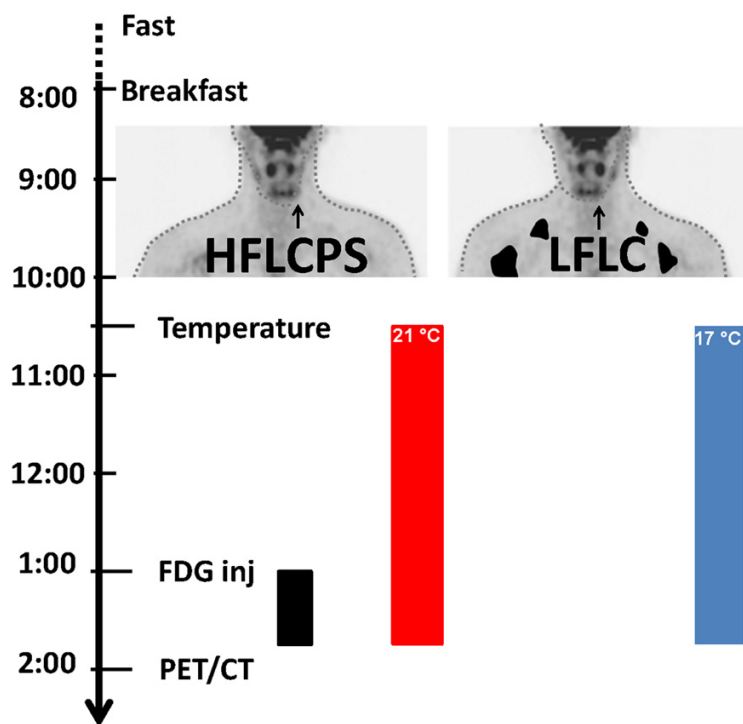 Fast
8:00 Breakfast
9:00
HFLCPS LFLC
10:00
Temperature 21 °C 17 °C
11:00
12:00
1:00 FDG inj
2:00 PET/CT